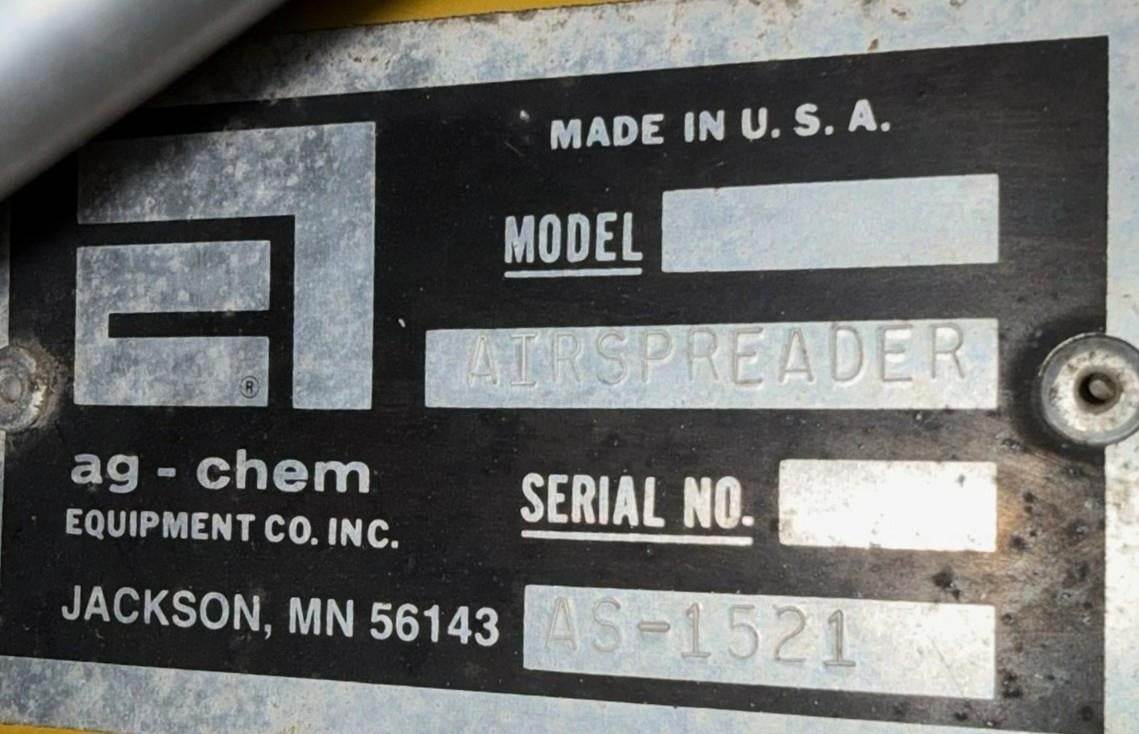 MADE IN U. S. A.
MODEL
AIRSPREADER
®
ag - chem
EQUIPMENT CO. INC.
SERIAL NO.
JACKSON, MN 56143
AS-1521